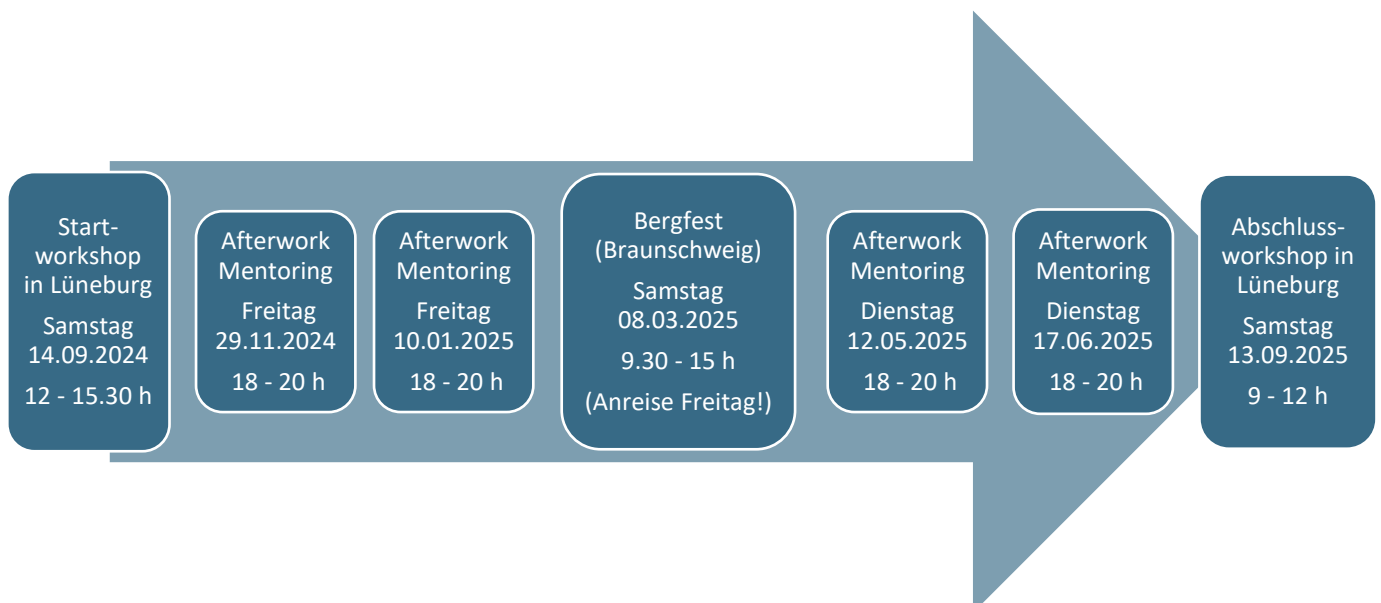 Start-
workshop
in Lüneburg
Samstag
14.09.2024
12 - 15.30 h
Afterwork
Mentoring
Freitag
29.11.2024
18 - 20 h
Afterwork
Mentoring
Freitag
10.01.2025
18 - 20 h
Bergfest
(Braunschweig)
Samstag
08.03.2025
9.30 - 15 h
(Anreise Freitag!)
Afterwork
Mentoring
Dienstag
12.05.2025
18 - 20 h
Afterwork
Mentoring
Dienstag
17.06.2025
18 - 20 h
Abschluss-
workshop in
Lüneburg
Samstag
13.09.2025
9 - 12 h